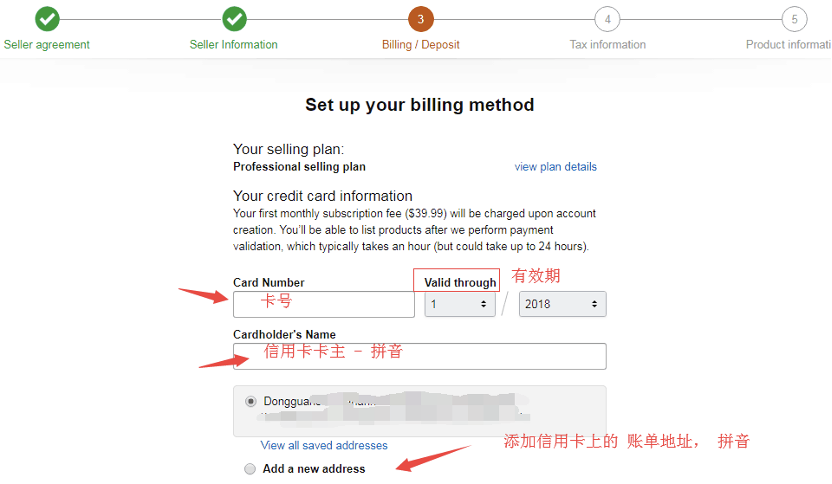 3
4
5
Seller agreement
Seller Information
Billing / Deposit
Tax information
Product informati
Set up your billing method
Your selling plan:
Professional selling plan
view plan details
Your credit card information
Your first monthly subscription fee ($39.99) will be charged upon account
creation. You'll be able to list products after we perform payment
validation, which typically takes an hour (but could take up to 24 hours).
Card Number
Valid through
有效期
卡号
1
2018
Cardholder's Name
信用卡卡主 - 拼音
View all saved addresses
添加信用卡上的 账单地址, 拼音
Add a new address